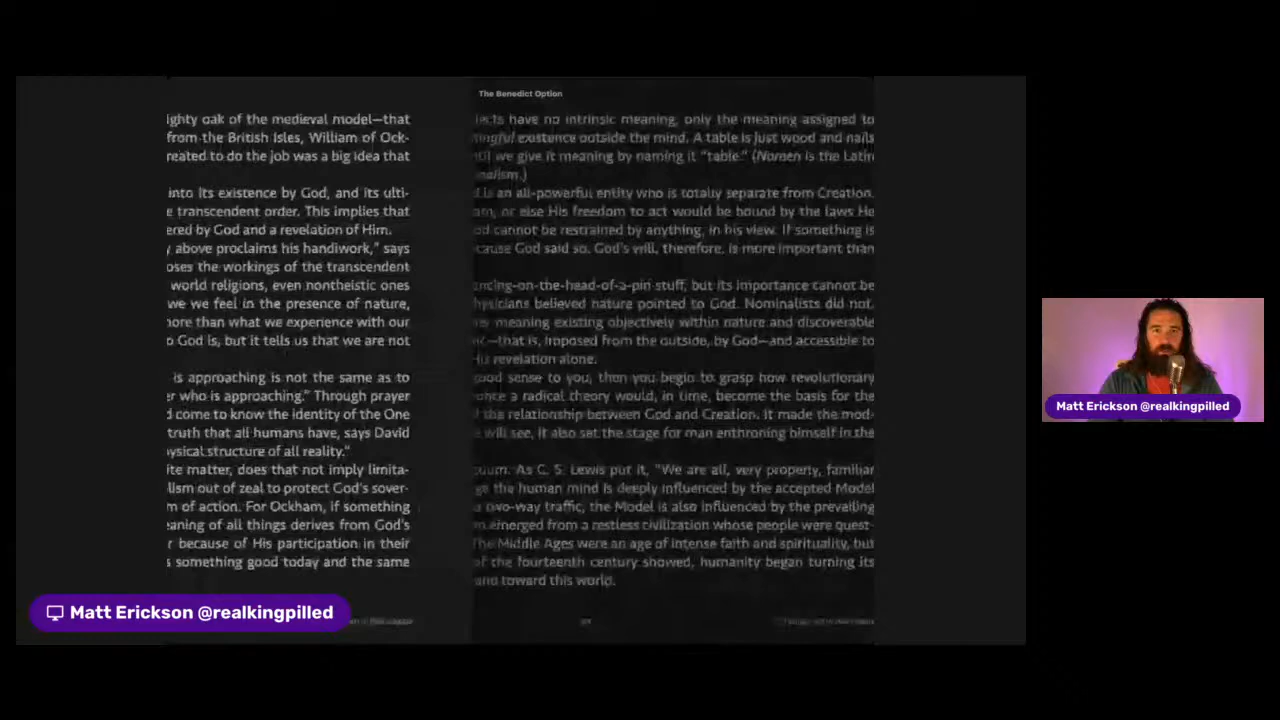 ighty oak of the medieval model—that
from the British Isles, William of Ock-
reated to do the job was a big idea that
into its existence by God, and its ulti-
e transcendent order. This implies that
ered by God and a revelation of Him.
y above proclaims his handiwork,” says
oses the workings of the transcendent
world religions, even nontheistic ones
we we feel in the presence of nature,
nore than what we experience with our
o God is, but it tells us that we are not
is approaching is not the same as to
er who is approaching.” Through prayer
d come to know the identity of the One
truth that all humans have, says David
ysical structure of all reality.”
ite matter, does that not imply limita-
lism out of zeal to protect God’s sover-
m of action. For Ockham, if something
eaning of all things derives from God’s
r because of His participation in their
s something good today and the same
The Benedict Option
jects have no intrinsic meaning, only the meaning assigned to
ningful existence outside the mind. A table is just wood and nails
til we give it meaning by naming it “table.” (Nomen is the Latin
nalism.)
d is an all-powerful entity who is totally separate from Creation.
am, or else His freedom to act would be bound by the laws He
od cannot be restrained by anything, in his view. If something is
cause God said so. God’s will, therefore, is more important than
ancing-on-the-head-of-a-pin stuff, but its importance cannot be
hysicians believed nature pointed to God. Nominalists did not.
meaning existing objectively within nature and discoverable
ic—that is, imposed from the outside, by God—and accessible to
His revelation alone.
good sense to you, then you begin to grasp how revolutionary
once a radical theory would, in time, become the basis for the
the relationship between God and Creation. It made the mod-
e will see, it also set the stage for man enthroning himself in the
cuum. As C. S. Lewis put it, “We are all, very properly, familiar
ge the human mind is deeply influenced by the accepted Model
a two-way traffic, the Model is also influenced by the prevailing
m emerged from a restless civilization whose people were quest-
The Middle Ages were an age of intense faith and spirituality, but
of the fourteenth century showed, humanity began turning its
and toward this world.
Matt Erickson @realkingpilled
Matt Erickson @realkingpilled